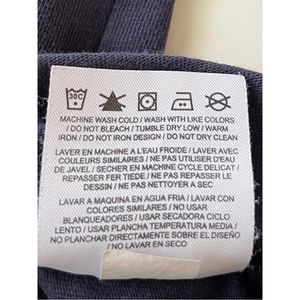 30C
MACHINE WASH COLD / WASH WITH LIKE COLORS
/ DO NOT BLEACH / TUMBLE DRY LOW / WARM
IRON / DO NOT IRON DESIGN / DO NOT DRY CLEAN
LAVER EN MACHINE A L'EAU FROIDE / LAVER AVEC
COULEURS SIMILAIRES / NE PAS UTILISER D'EAU
DE JAVEL / SECHER EN MACHINE CYCLE DELICAT /
REPASSER FER TIÈDE / NE PAS REPASSER LE
DESSIN / NE PAS NETTOYER A SEC
LAVAR A MAQUINA EN AGUA FRIA / LAVAR CON
COLORES SIMILARES / NO USAR
BLANQUEADORES / USAR SECADORA CICLO
LENTO / USAR PLANCHA TEMPERATURA MEDIA /
NO PLANCHAR DIRECTAMENTE SOBRE EL DISEÑO
/ NO LAVAR EN SECO